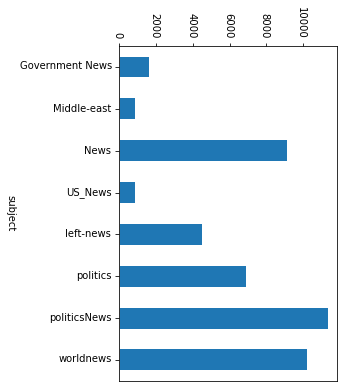 0
2000
4000
6000
8000
10000
Government News
Middle-east
News
US_News
left-news
politics
politicsNews
worldnews
subject